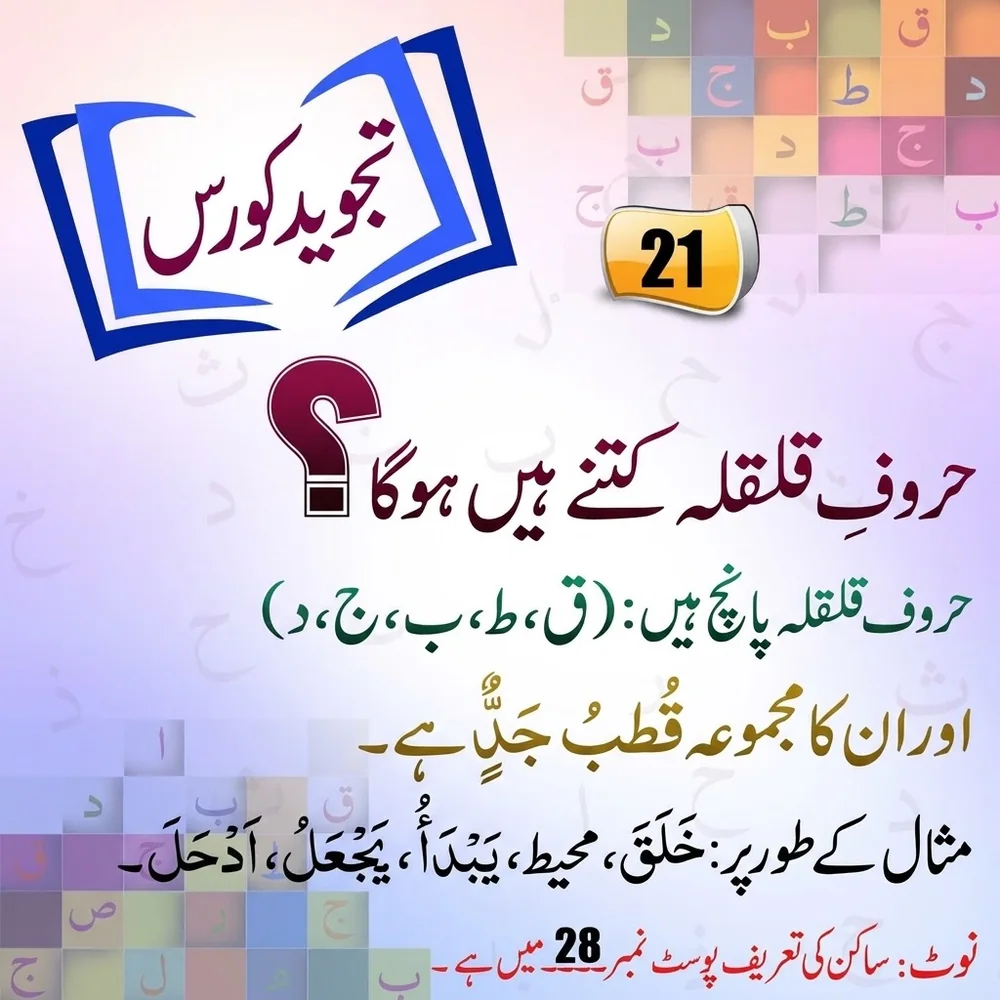 تجوید کورس
21
حروفِ قلقلہ کتنے ہیں ہوگا؟
حروف قلقلہ پانچ ہیں: (ق، ط، ب، ج، د)
اور ان کا مجموعہ قُطبُ جَدٍّ ہے۔
مثال کے طور پر: خَلَقَ، محیط، یَبْدَأُ، یَجْعَلُ، اَدْحَلَ۔
نوٹ: ساکن کی تعریف پوسٹ نمبر 28 میں ہے۔